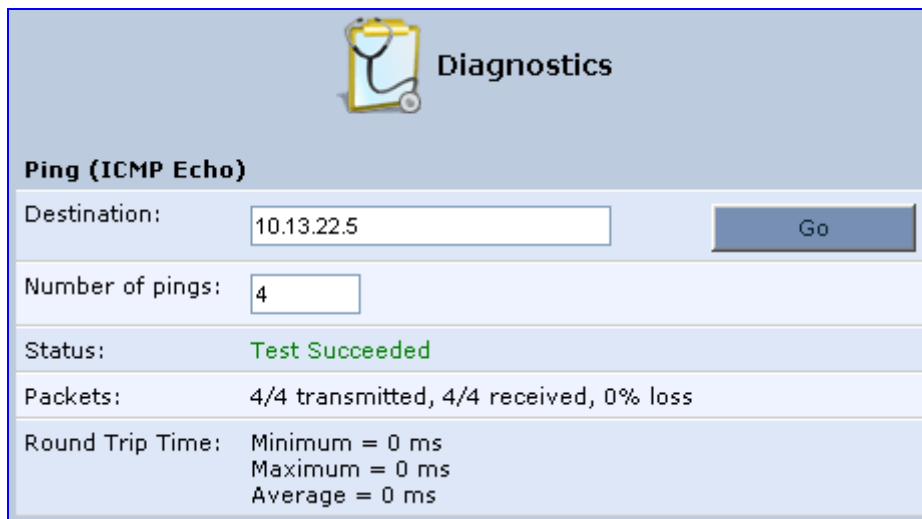 Diagnostics
Ping (ICMP Echo)
Destination: 10.13.22.5 Go
Number of pings: 4
Status: Test Succeeded
Packets: 4/4 transmitted, 4/4 received, 0% loss
Round Trip Time: Minimum = 0 ms
Maximum = 0 ms
Average = 0 ms